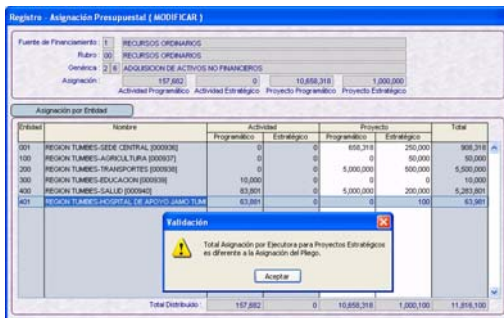 Registro - Asignación Presupuestal ( MODIFICAR )
Fuente de Financiamiento : 1 RECURSOS ORDINARIOS
Rubro : 00 RECURSOS ORDINARIOS
Genérica : 2 6 ADQUISICION DE ACTIVOS NO FINANCIEROS
Asignación : 157,682 0 10,658,318 1,000,000
Actividad Programático Actividad Estratégico Proyecto Programático Proyecto Estratégico
Asignación por Entidad
Entidad Nombre Actividad Proyecto Total
Programático Estratégico Programático Estratégico
001 REGION TUMBES-SEDE CENTRAL [000936] 0 0 658,318 250,000 908,318
100 REGION TUMBES-AGRICULTURA [000937] 0 0 0 50,000 50,000
200 REGION TUMBES-TRANSPORTES [000938] 0 0 5,000,000 500,000 5,500,000
300 REGION TUMBES-EDUCACION [000939] 10,000 0 0 0 10,000
400 REGION TUMBES-SALUD [000940] 83,801 0 5,000,000 200,000 5,283,801
401 REGION TUMBES-HOSPITAL DE APOYO JAMO TUM 63,881 0 0 100 63,981
Validación
Total Asignación por Ejecutora para Proyectos Estratégicos
es diferente a la Asignación del Pliego.
Aceptar
Total Distribuido : 157,682 0 10,658,318 1,000,100 11,816,100